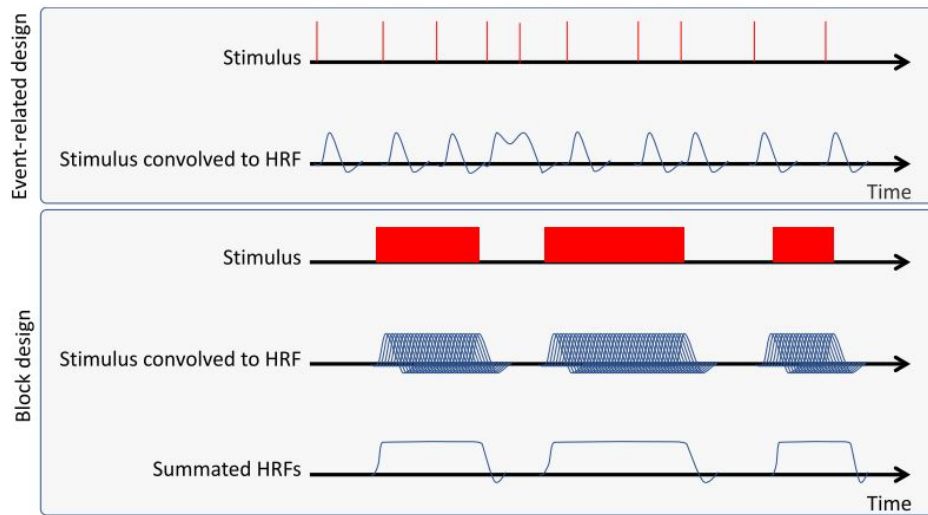 Event-related design
Stimulus
Stimulus convolved to HRF
Time
Block design
Stimulus
Stimulus convolved to HRF
Summated HRFs
Time